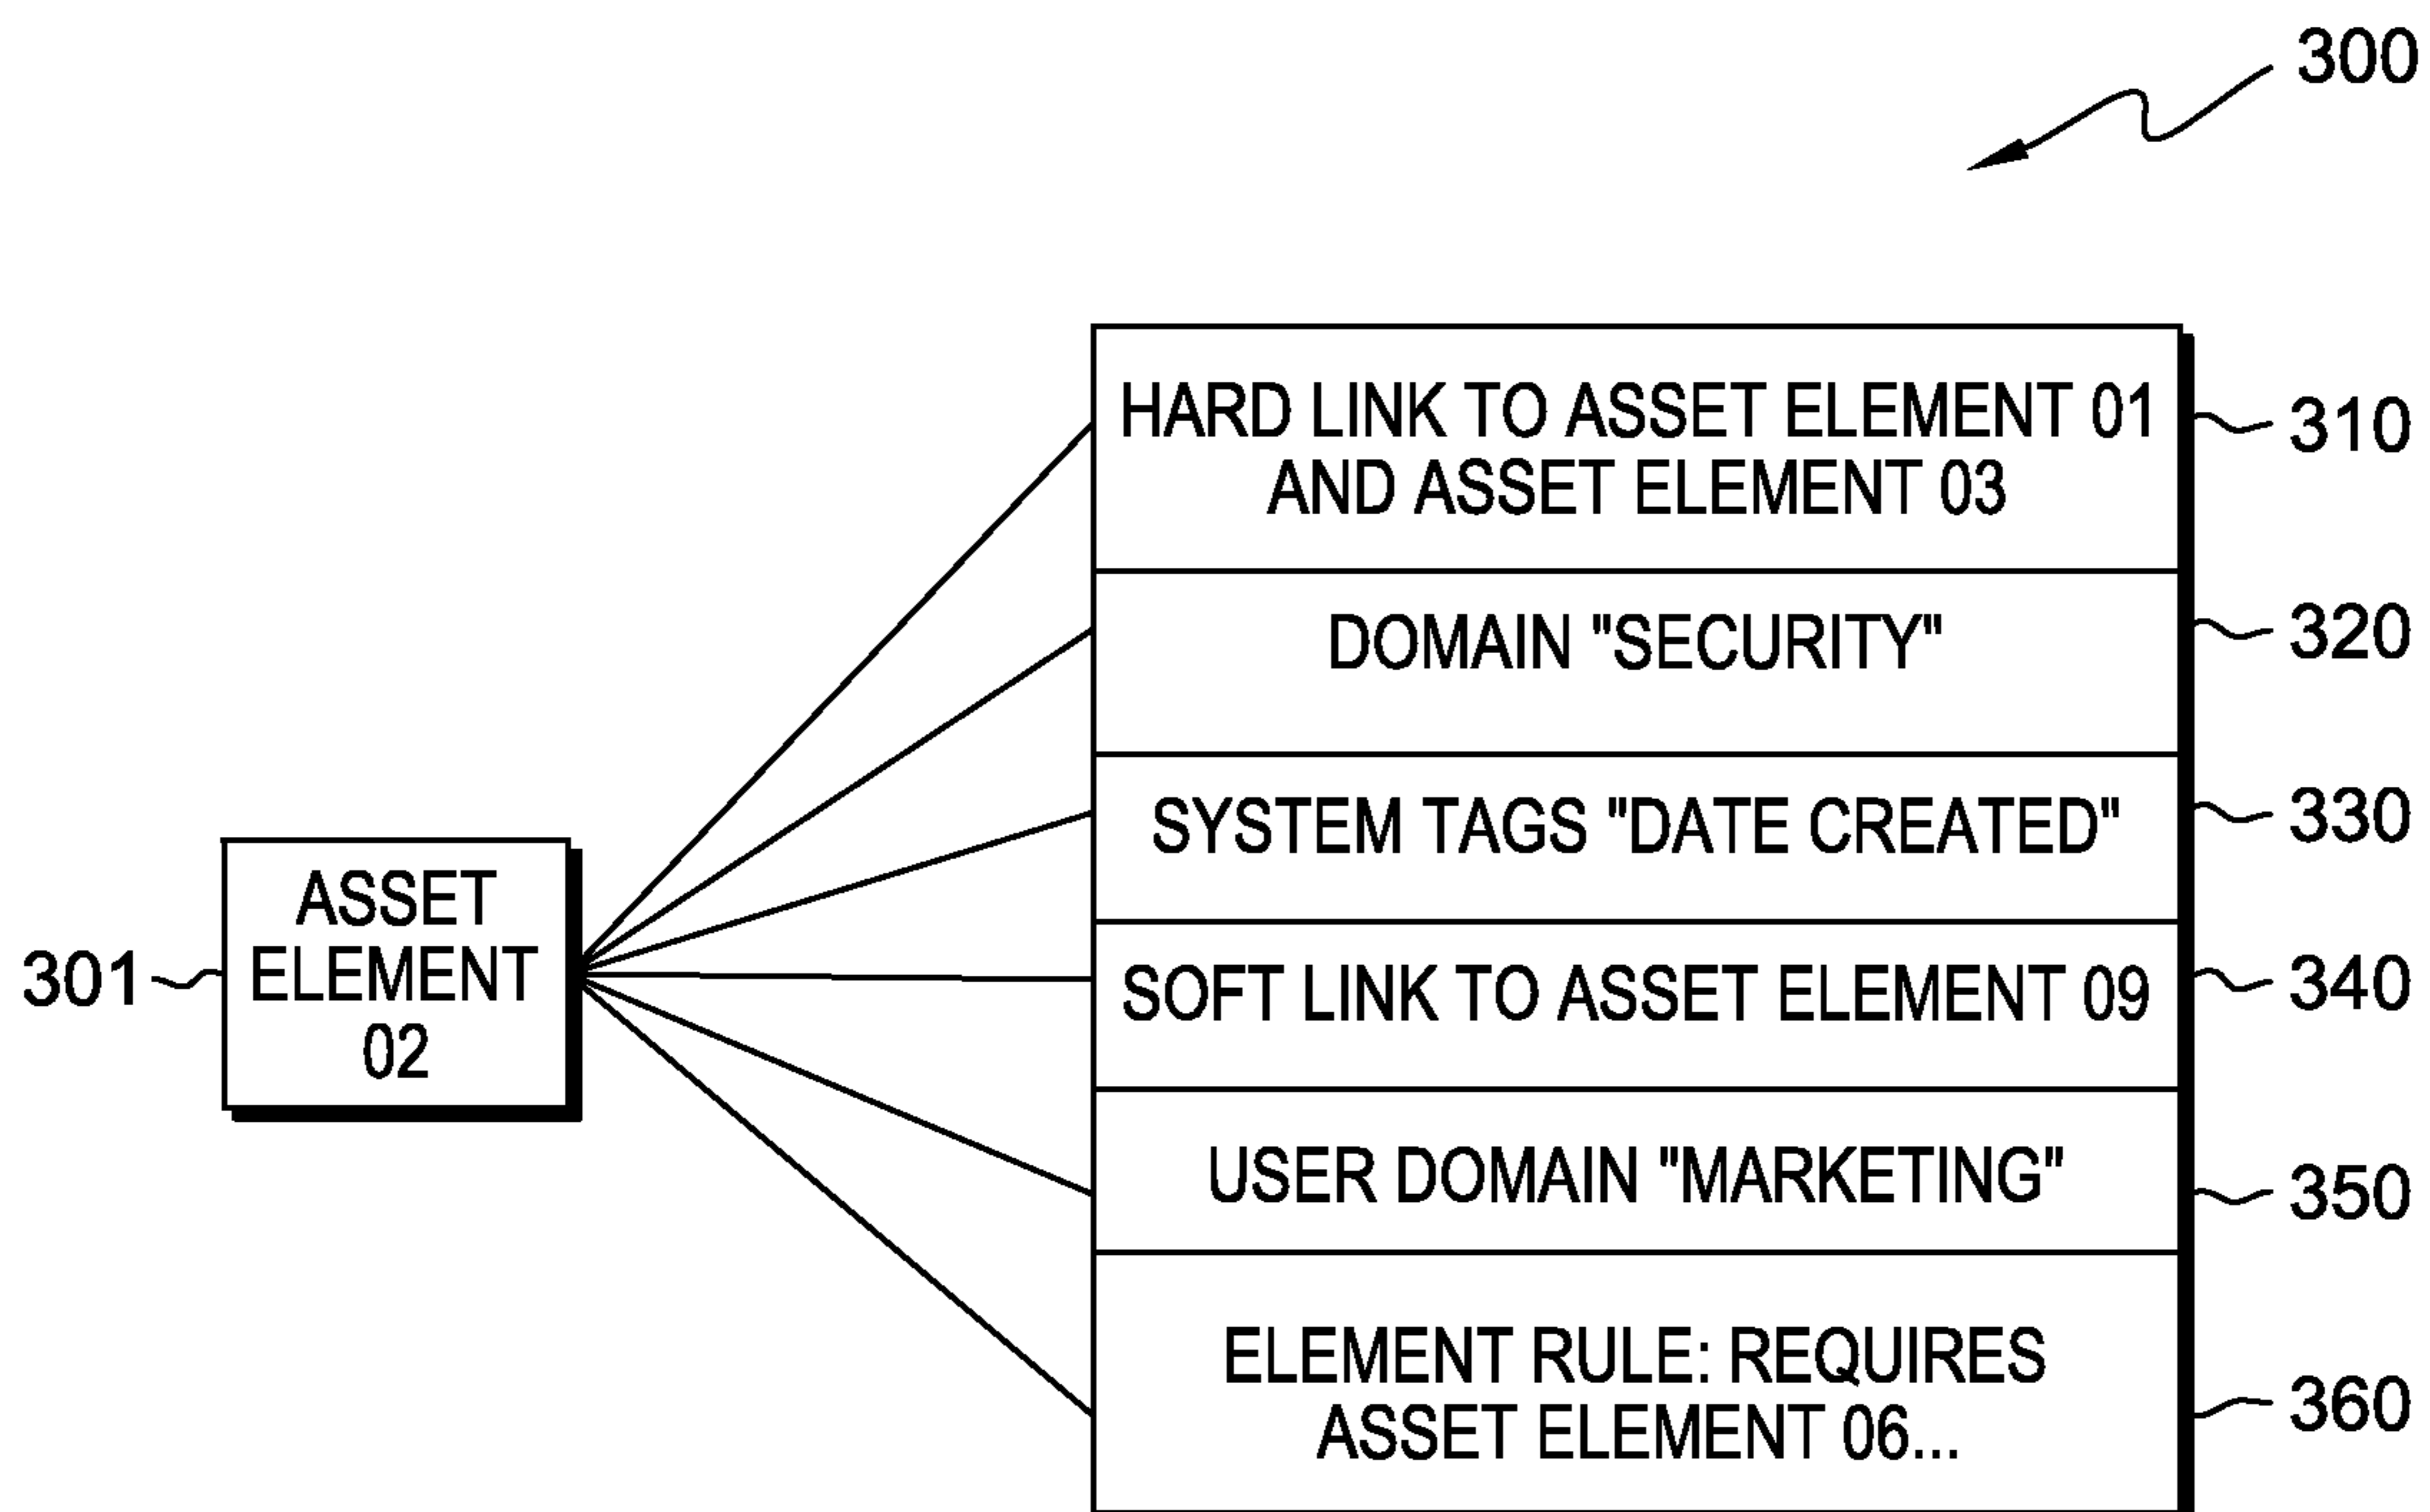 300
HARD LINK TO ASSET ELEMENT 01
AND ASSET ELEMENT 03
310
DOMAIN "SECURITY"
320
SYSTEM TAGS "DATE CREATED"
330
301
ASSET
ELEMENT
02
SOFT LINK TO ASSET ELEMENT 09
340
USER DOMAIN "MARKETING"
350
ELEMENT RULE: REQUIRES
ASSET ELEMENT 06...
360